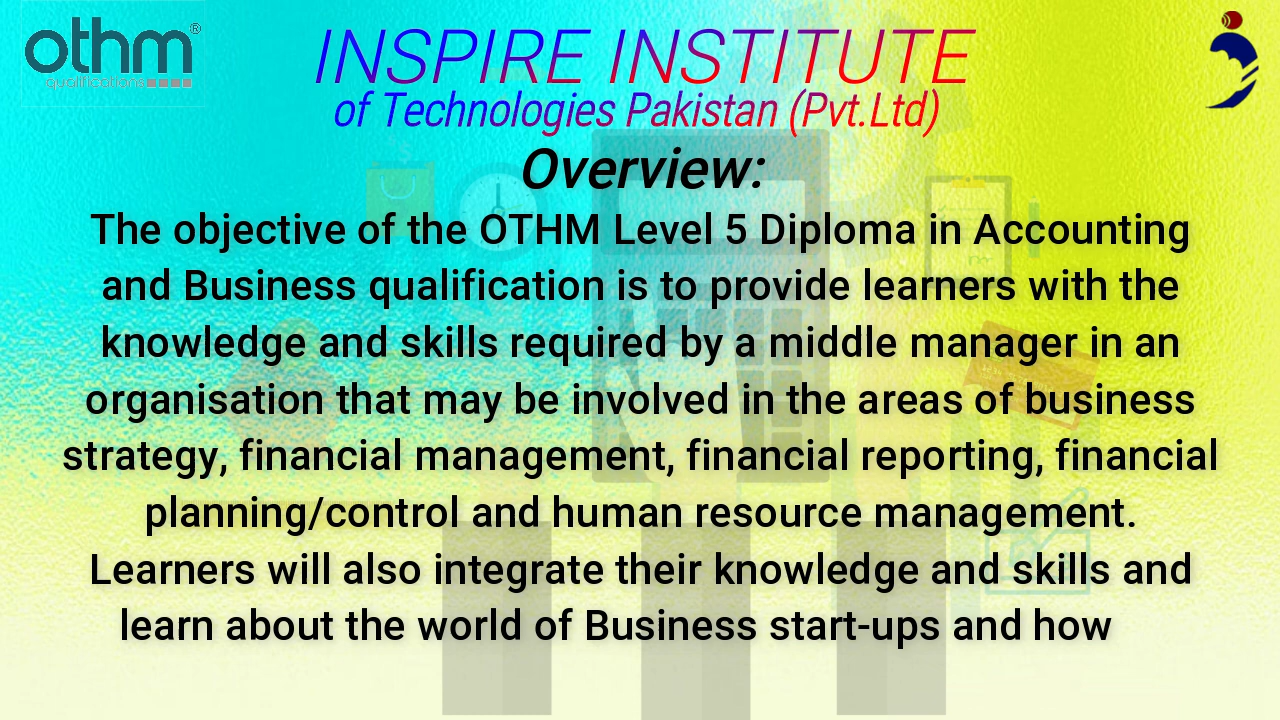 othm®
qualifications
INSPIRE INSTITUTE
of Technologies Pakistan (Pvt.Ltd)
Overview:
The objective of the OTHM Level 5 Diploma in Accounting
and Business qualification is to provide learners with the
knowledge and skills required by a middle manager in an
organisation that may be involved in the areas of business
strategy, financial management, financial reporting, financial
planning/control and human resource management.
Learners will also integrate their knowledge and skills and
learn about the world of Business start-ups and how